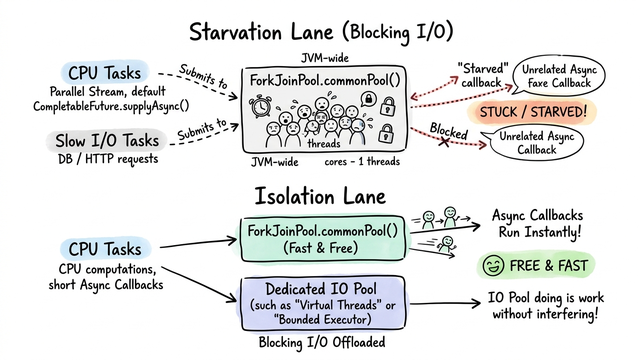 Starvation Lane (Blocking I/O)
CPU Tasks
Parallel Stream, default
CompletableFuture.supplyAsync()
Slow I/O Tasks
DB / HTTP requests
Submits to
Submits to
JVM-wide
ForkJoinPool.commonPool()
threads
JVM-wide
cores - 1 threads
"Starved"
callback
Unrelated Async
Faxe Callback
STUCK / STARVED!
Blocked
Unrelated Async
Callback
Isolation Lane
CPU Tasks
CPU computations,
short Async Callbacks
ForkJoinPool.commonPool()
(Fast & Free)
Dedicated IO Pool
(such as "Virtual Threads" or
"Bounded Executor)
Blocking I/O Offloaded
Async Callbacks
Run Instantly!
FREE & FAST
IO Pool doing is work
without interfering!